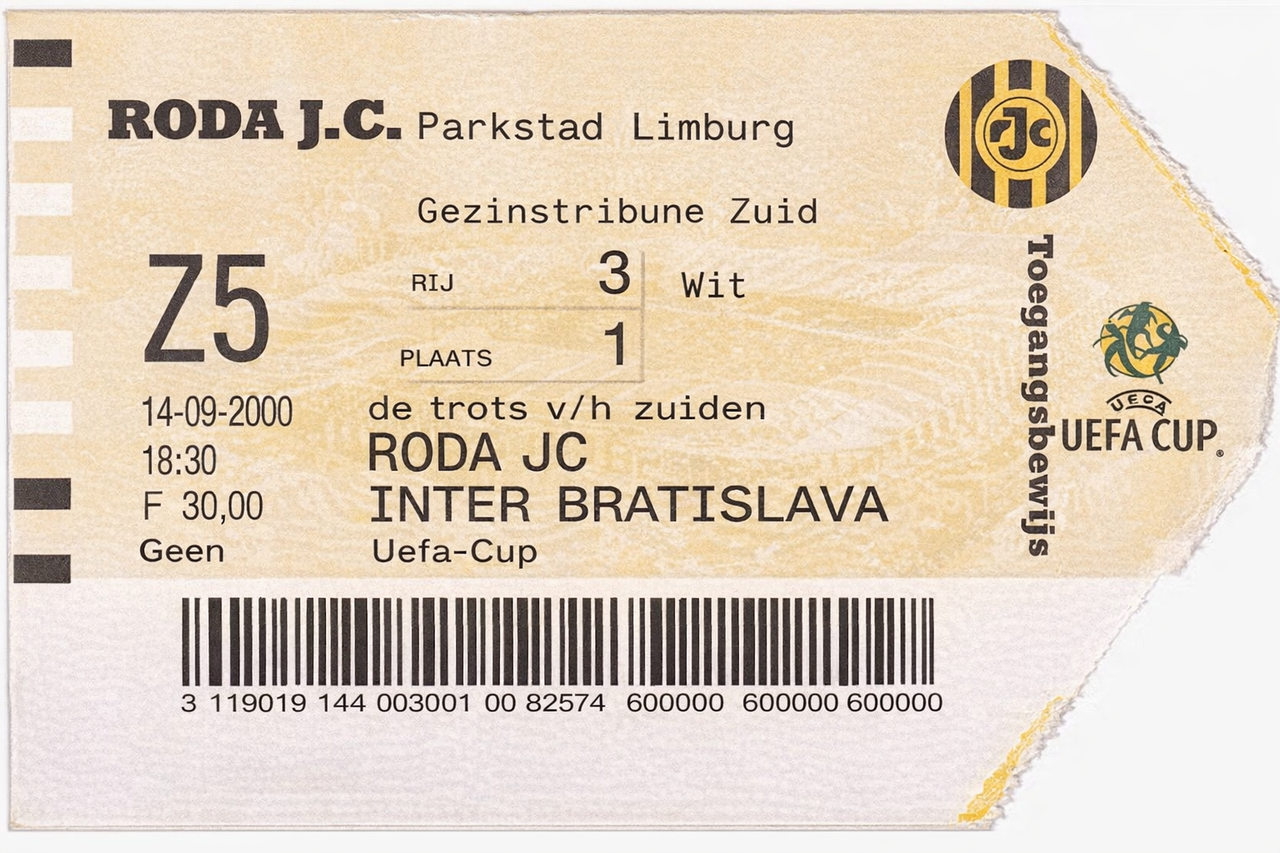 RODA J.C. Parkstad Limburg
rJc
Gezinstribune Zuid
Z5
RIJ 3 Wit
PLAATS 1
14-09-2000 de trots v/h zuiden
18:30 RODA JC
F 30,00 INTER BRATISLAVA
Geen Uefa-Cup
3 119019 144 003001 00 82574 600000 600000 600000
Toegangsbewijs
UECA
UEFA CUP®